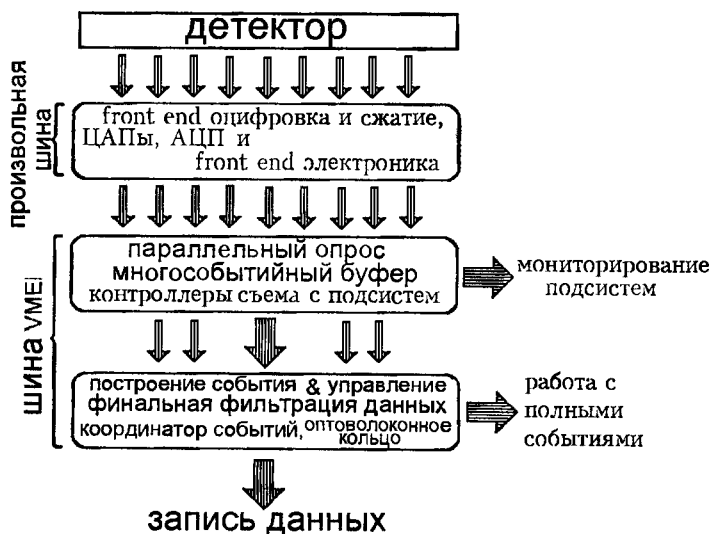 детектор
произвольная
шина
front end оцифровка и сжатие,
ЦАПы, АЦП и
front end электроника
шина VME
параллельный опрос
многособытийный буфер
контроллеры съема с подсистем
мониторирование
подсистем
построение события & управление
финальная фильтрация данных
координатор событий, оптоволоконное
кольцо
работа с
полными
событиями
запись данных